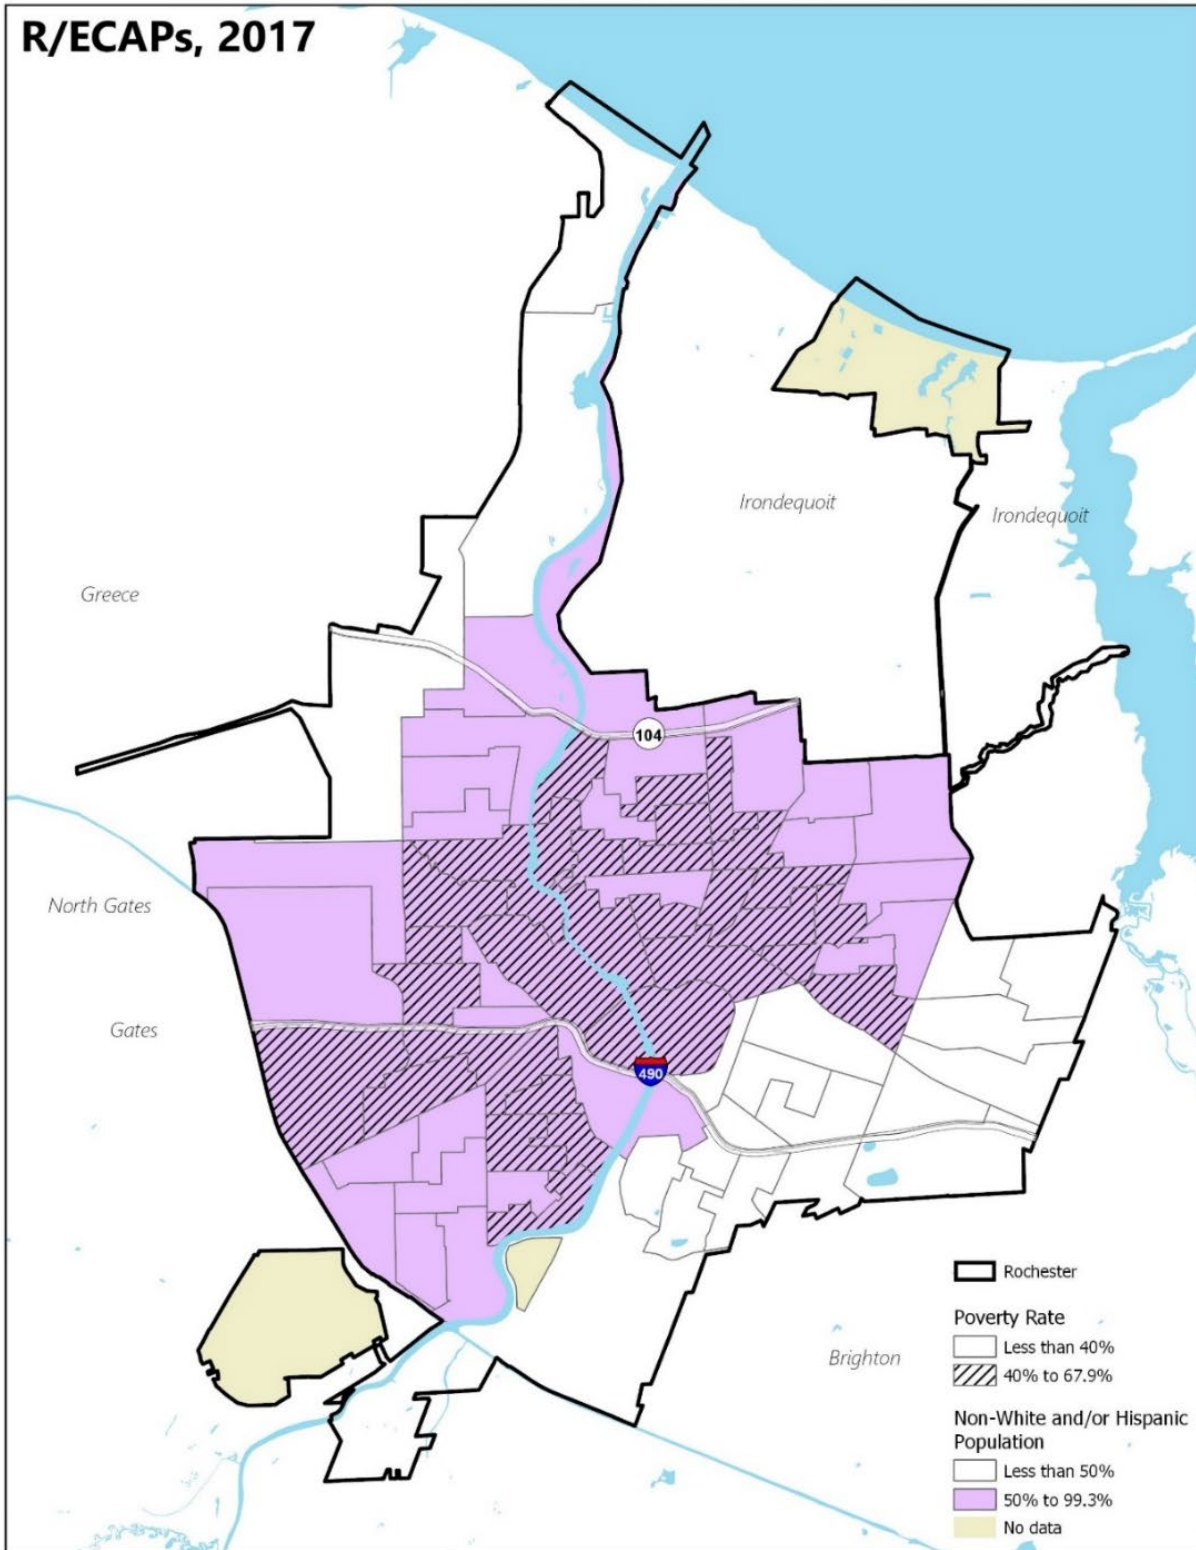 R/ECAPs, 2017
Irondequoit
Irondequoit
Greece
104
North Gates
Gates
490
Brighton
Rochester
Poverty Rate
Less than 40%
40% to 67.9%
Non-White and/or Hispanic
Population
Less than 50%
50% to 99.3%
No data